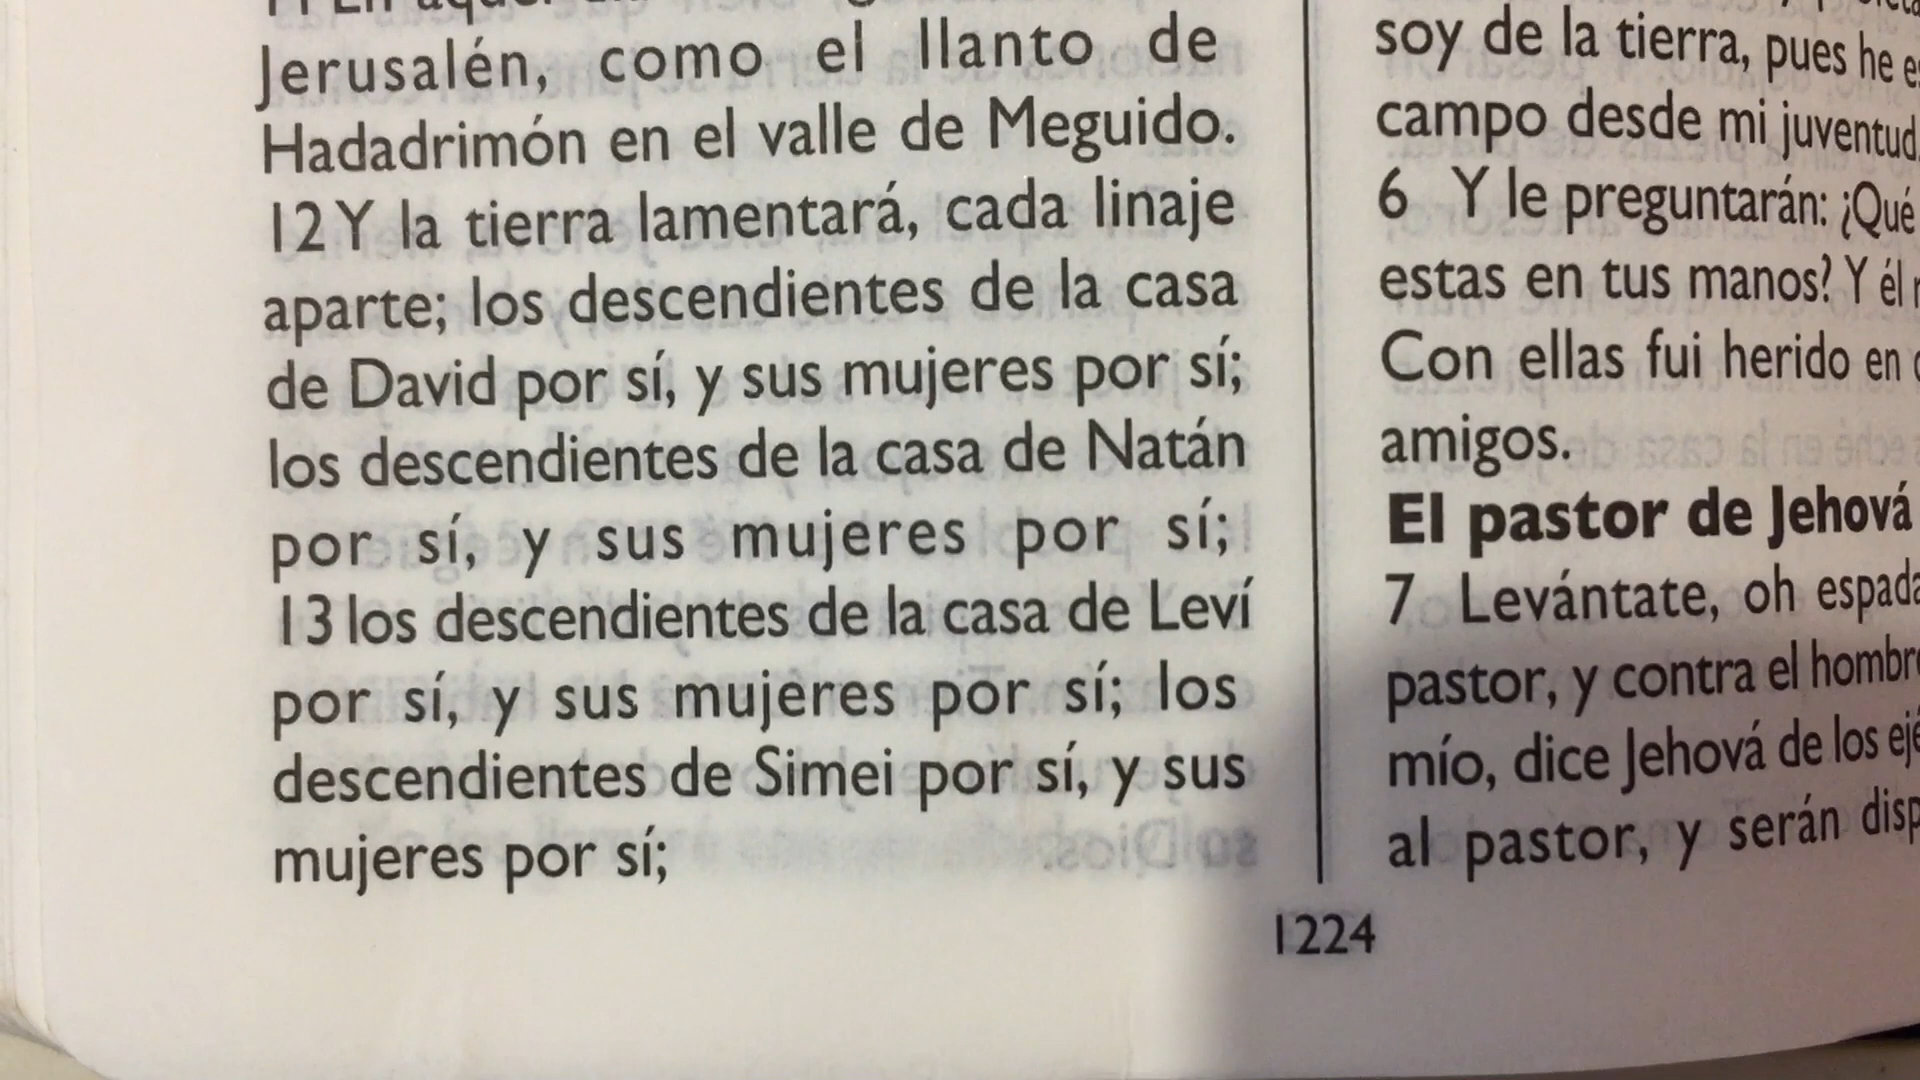 Jerusalén, como el llanto de
Hadadrimón en el valle de Meguido.
12 Y la tierra lamentará, cada linaje
aparte; los descendientes de la casa
de David por sí, y sus mujeres por sí;
los descendientes de la casa de Natán
por sí, y sus mujeres por sí;
13 los descendientes de la casa de Leví
por sí, y sus mujeres por sí; los
descendientes de Simei por sí, y sus
mujeres por sí;
soy de la tierra, pues he
campo desde mi juventud
6 Y le preguntarán: ¿Qué
estas en tus manos? Y él
Con ellas fui herido en
amigos.
El pastor de Jehová
7 Levántate, oh espada
pastor, y contra el
mío, dice Jehová de los
al pastor, y serán
1224